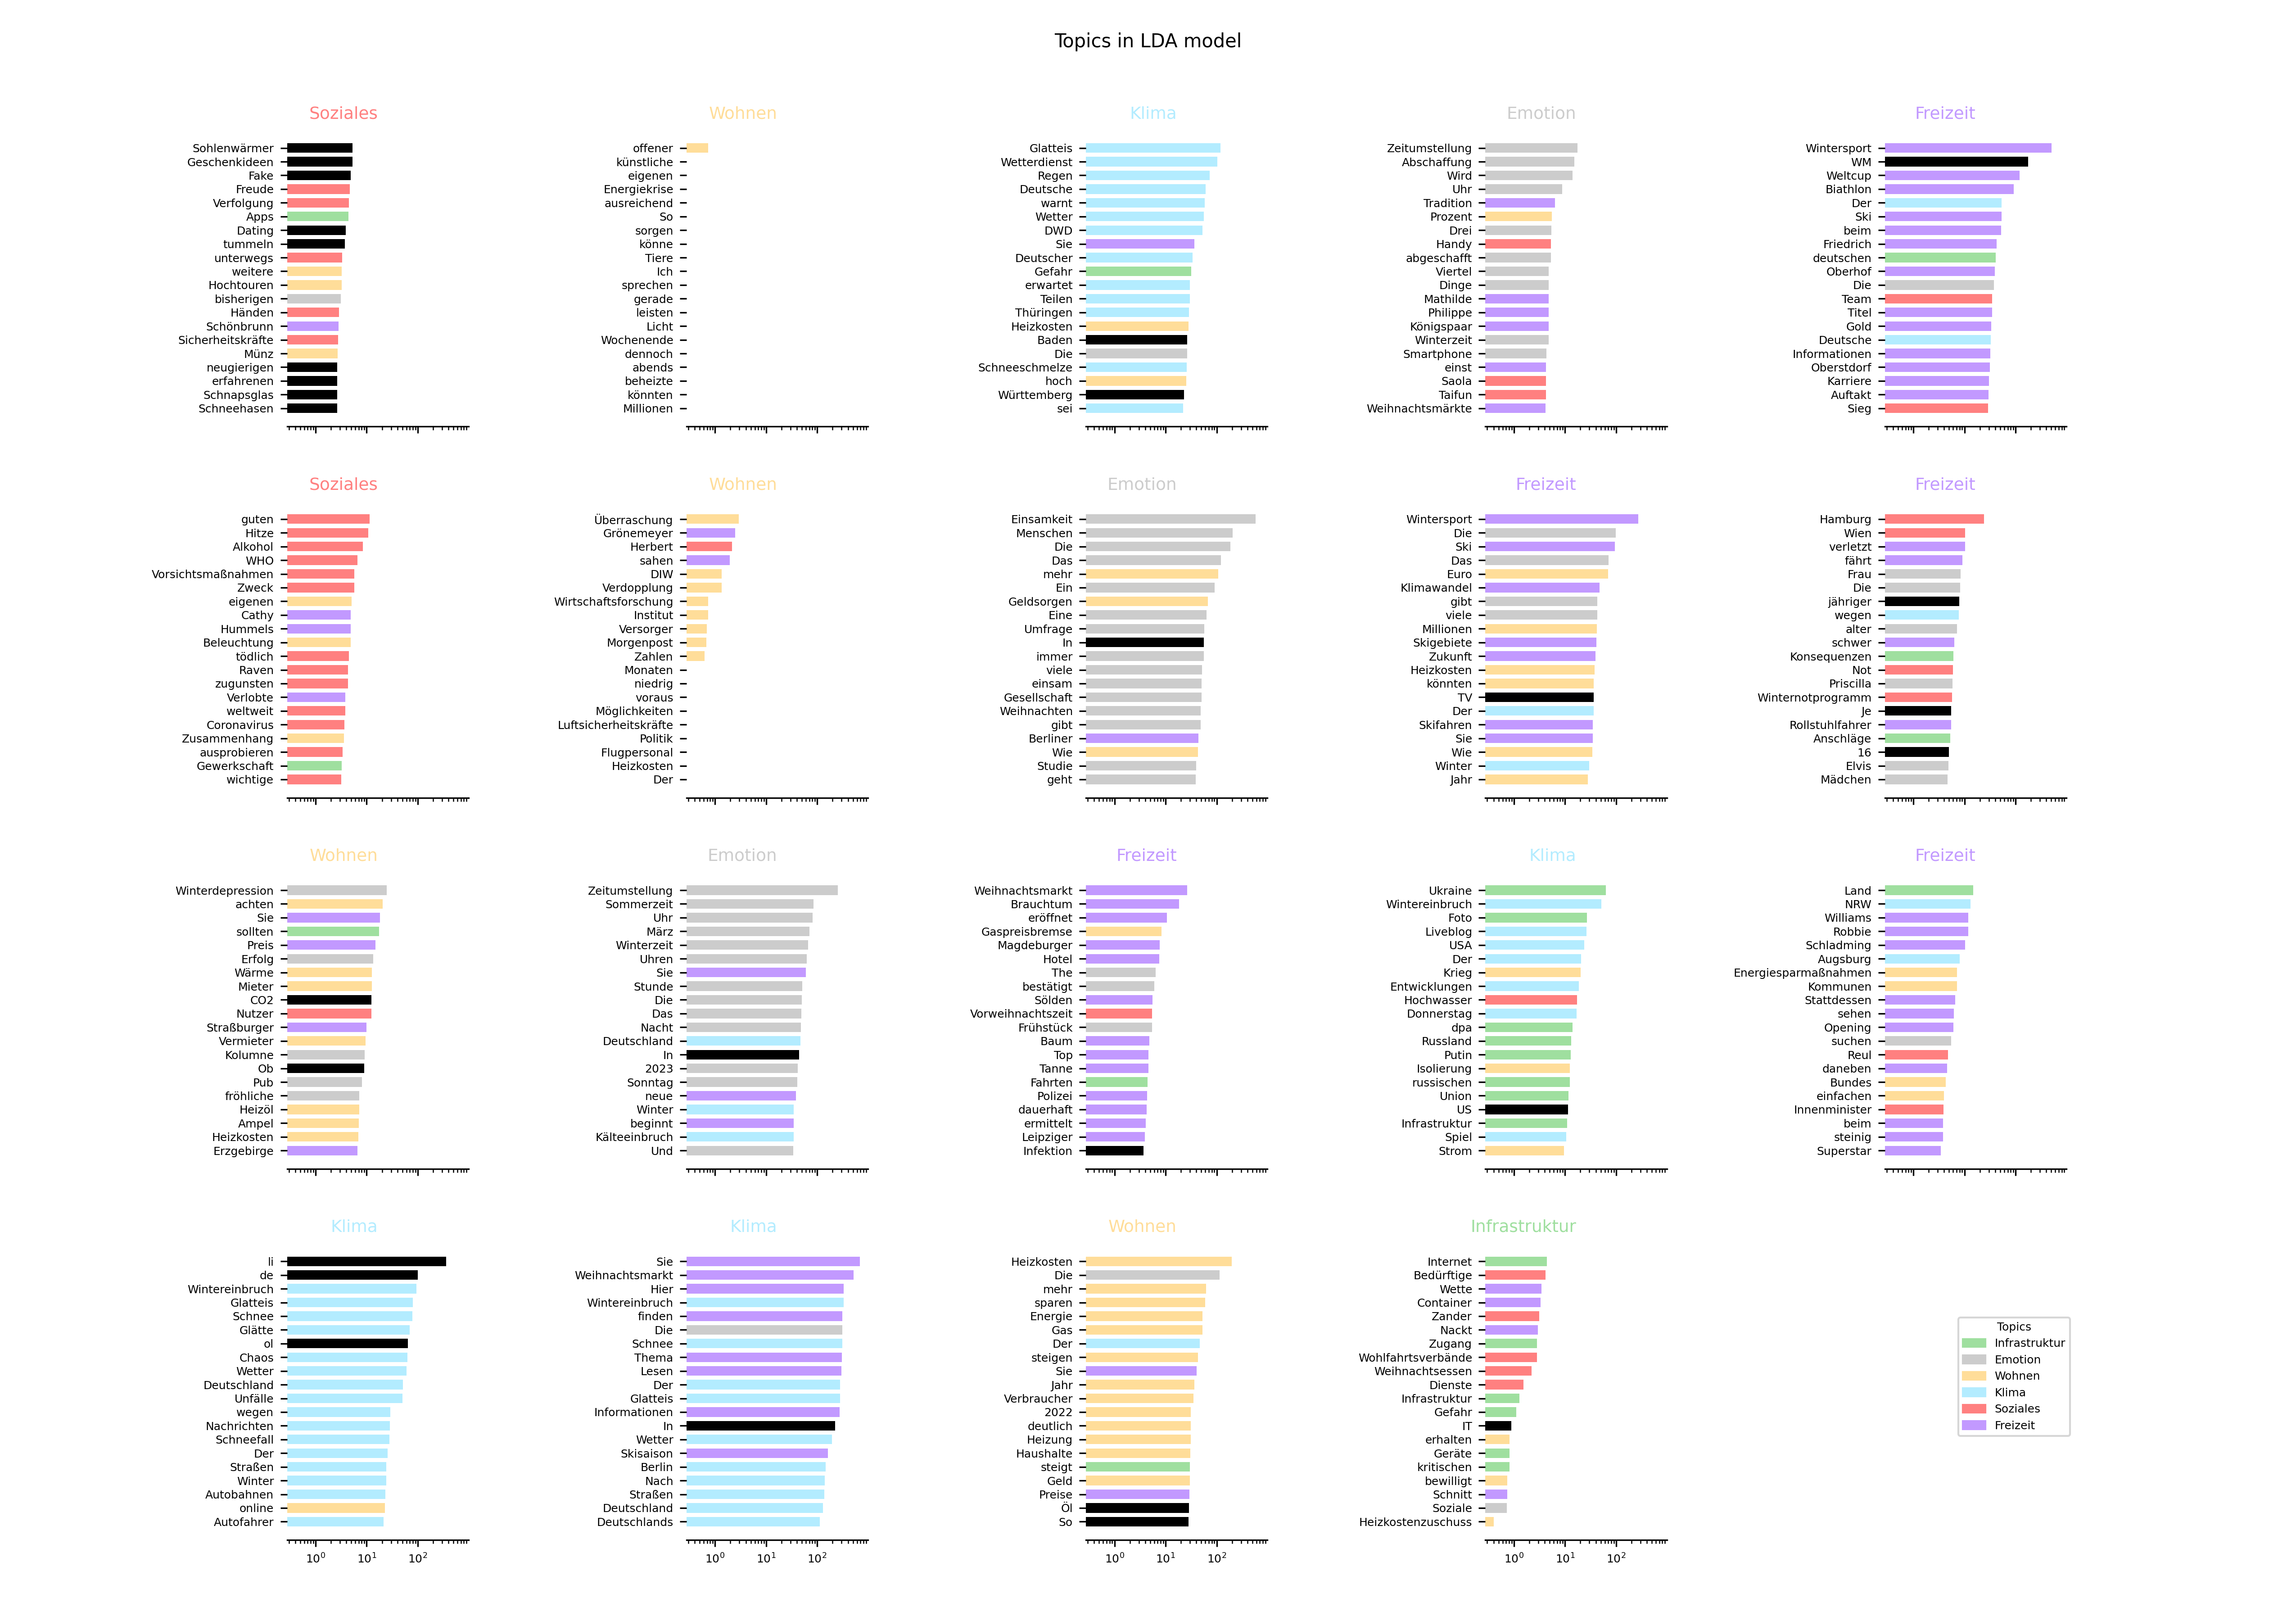 Topics in LDA model
Soziales
Sohlenwärmer
Geschenkideen
Fake
Freude
Verfolgung
Apps
Dating
tummeln
unterwegs
weitere
Hochtouren
bisherigen
Händen
Schönbrunn
Sicherheitskräfte
Münz
neugierigen
erfahrenen
Schnapsglas
Schneehasen
Wohnen
offener
künstliche
eigenen
Energiekrise
ausreichend
So
sorgen
könne
Tiere
Ich
sprechen
gerade
leisten
Licht
Wochenende
dennoch
abends
beheizte
könnten
Millionen
Klima
Glatteis
Wetterdienst
Regen
Deutsche
warnt
Wetter
DWD
Sie
Deutscher
Gefahr
erwartet
Teilen
Thüringen
Heizkosten
Baden
Die
Schneeschmelze
hoch
Württemberg
sei
Emotion
Zeitumstellung
Abschaffung
Wird
Uhr
Tradition
Prozent
Drei
Handy
abgeschafft
Viertel
Dinge
Mathilde
Philippe
Königspaar
Winterzeit
Smartphone
einst
Saola
Taifun
Weihnachtsmärkte
Freizeit
Wintersport
WM
Weltcup
Biathlon
Der
Ski
beim
Friedrich
deutschen
Oberhof
Die
Team
Titel
Gold
Deutsche
Informationen
Oberstdorf
Karriere
Auftakt
Sieg
Soziales
guten
Hitze
Alkohol
WHO
Vorsichtsmaßnahmen
Zweck
eigenen
Cathy
Hummels
Beleuchtung
tödlich
Raven
zugunsten
Verlobte
weltweit
Coronavirus
Zusammenhang
ausprobieren
Gewerkschaft
wichtige
Wohnen
Überraschung
Grönemeyer
Herbert
sahen
DIW
Verdopplung
Wirtschaftsforschung
Institut
Versorger
Morgenpost
Zahlen
Monaten
niedrig
voraus
Möglichkeiten
Luftsicherheitskräfte
Politik
Flugpersonal
Heizkosten
Der
Emotion
Einsamkeit
Menschen
Die
Das
mehr
Ein
Geldsorgen
Eine
Umfrage
In
immer
viele
einsam
Gesellschaft
Weihnachten
gibt
Berliner
Wie
Studie
geht
Freizeit
Wintersport
Die
Ski
Das
Euro
Klimawandel
gibt
viele
Millionen
Skigebiete
Zukunft
Heizkosten
könnten
TV
Der
Skifahren
Sie
Wie
Winter
Jahr
Freizeit
Hamburg
Wien
verletzt
fährt
Frau
Die
jähriger
wegen
alter
schwer
Konsequenzen
Not
Priscilla
Winternotprogramm
Je
Rollstuhlfahrer
Anschläge
16
Elvis
Mädchen
Wohnen
Winterdepression
achten
Sie
sollten
Preis
Erfolg
Wärme
Mieter
CO2
Nutzer
Straßburger
Vermieter
Kolumne
Ob
Pub
fröhliche
Heizöl
Ampel
Heizkosten
Erzgebirge
Emotion
Zeitumstellung
Sommerzeit
Uhr
März
Winterzeit
Uhren
Sie
Stunde
Die
Das
Nacht
Deutschland
In
2023
Sonntag
neue
Winter
beginnt
Kälteeinbruch
Und
Freizeit
Weihnachtsmarkt
Brauchtum
eröffnet
Gaspreisbremse
Magdeburger
Hotel
The
bestätigt
Sölden
Vorweihnachtszeit
Frühstück
Baum
Top
Tanne
Fahrten
Polizei
dauerhaft
ermittelt
Leipziger
Infektion
Klima
Ukraine
Wintereinbruch
Foto
Liveblog
USA
Der
Krieg
Entwicklungen
Hochwasser
Donnerstag
dpa
Russland
Putin
Isolierung
russischen
Union
US
Infrastruktur
Spiel
Strom
Freizeit
Land
NRW
Williams
Robbie
Schladming
Augsburg
Energiesparmaßnahmen
Kommunen
Stattdessen
sehen
Opening
suchen
Reul
daneben
Bundes
einfachen
Innenminister
beim
steinig
Superstar
Klima
li
de
Wintereinbruch
Glatteis
Schnee
Glätte
ol
Chaos
Wetter
Deutschland
Unfälle
wegen
Nachrichten
Schneefall
Der
Straßen
Winter
Autobahnen
online
Autofahrer
10⁰ 10¹ 10²
Klima
Sie
Weihnachtsmarkt
Hier
Wintereinbruch
finden
Die
Schnee
Thema
Lesen
Der
Glatteis
Informationen
In
Wetter
Skisaison
Berlin
Nach
Straßen
Deutschland
Deutschlands
10⁰ 10¹ 10²
Wohnen
Heizkosten
Die
mehr
sparen
Energie
Gas
Der
steigen
Sie
Jahr
Verbraucher
2022
deutlich
Heizung
Haushalte
steigt
Geld
Preise
Öl
So
10⁰ 10¹ 10²
Infrastruktur
Internet
Bedürftige
Wette
Container
Zander
Nackt
Zugang
Wohlfahrtsverbände
Weihnachtsessen
Dienste
Infrastruktur
Gefahr
IT
erhalten
Geräte
kritischen
bewilligt
Schnitt
Soziale
Heizkostenzuschuss
10⁰ 10¹ 10²
Topics
Infrastruktur
Emotion
Wohnen
Klima
Soziales
Freizeit